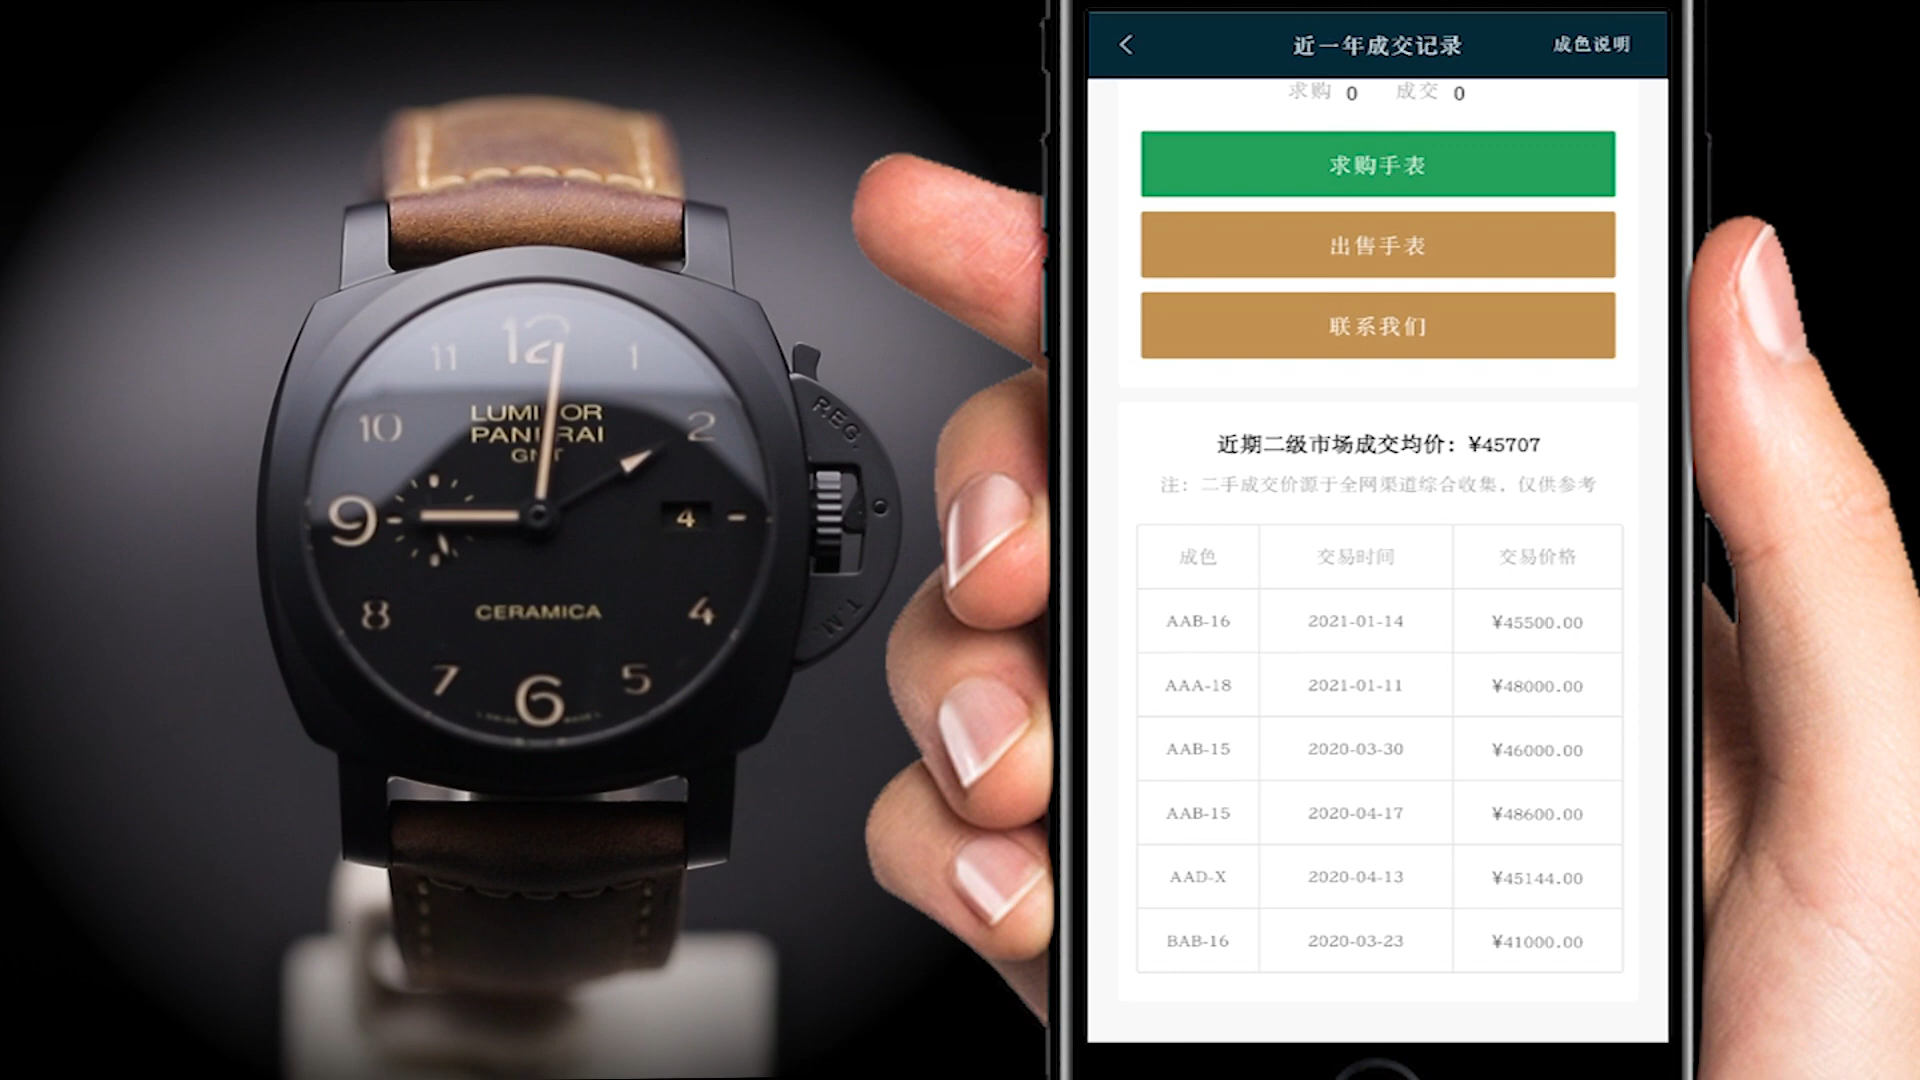 12
11
1
10
2
LUMINOR
PANERAI
GMT
9
4
8
CERAMICA
4
7
5
6
REG.
T.M.
近一年成交记录 成色说明
求购 0 成交 0
求购手表
出售手表
联系我们
近期二级市场成交均价：¥45707
注：二手成交价源于全网渠道综合收集，仅供参考
成色 交易时间 交易价格
AAB-16 2021-01-14 ¥45500.00
AAA-18 2021-01-11 ¥48000.00
AAB-15 2020-03-30 ¥46000.00
AAB-15 2020-04-17 ¥48600.00
AAD-X 2020-04-13 ¥45144.00
BAB-16 2020-03-23 ¥41000.00